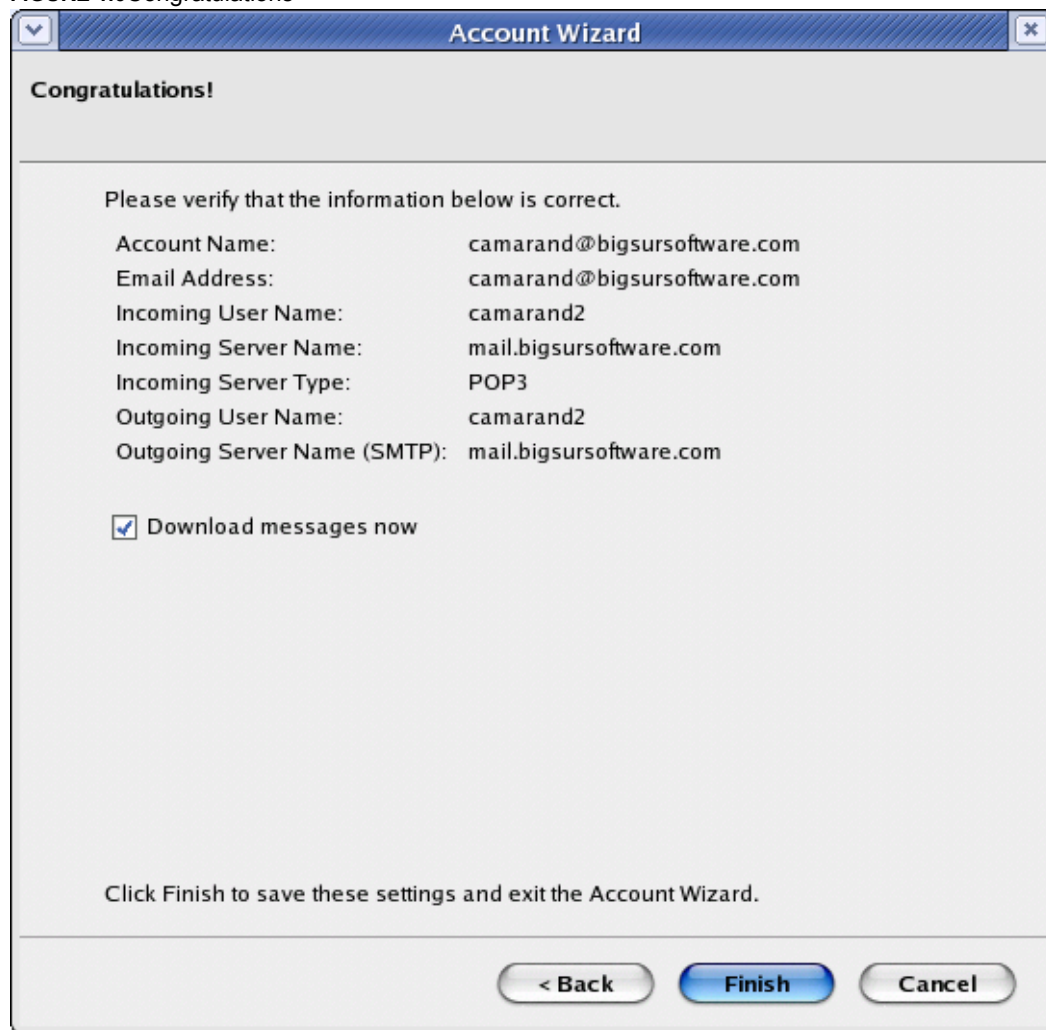 Congratulations
Account Wizard
Congratulations!
Please verify that the information below is correct.
Account Name: camarand@bigsursoftware.com
Email Address: camarand@bigsursoftware.com
Incoming User Name: camarand2
Incoming Server Name: mail.bigsursoftware.com
Incoming Server Type: POP3
Outgoing User Name: camarand2
Outgoing Server Name (SMTP): mail.bigsursoftware.com
Download messages now
Click Finish to save these settings and exit the Account Wizard.
< Back Finish Cancel